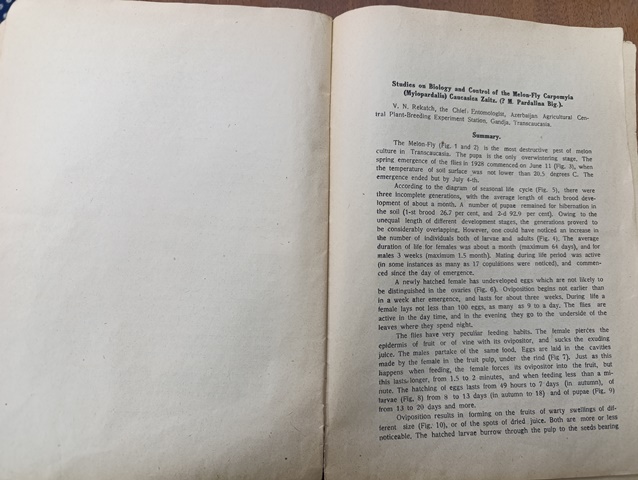 Studies on Biology and Control of the Melon-Fly Carpomyia
(Myiopardalis) Caucasica Zaitz. (? M. Pardalina Big.).
V. N. Rekatch, the Chief Entomologist, Azerbaijan Agricultural Cen-
tral Plant-Breeding Experiment Station, Gandja, Transcaucasia.
Summary.
The Melon-Fly (Fig. 1 and 2) is the most destructive pest of melon
culture in Transcaucasia. The pupa is the only overwintering stage. The
spring emergence of the flies in 1928 commenced on June 11 (Fig. 3), when
the temperature of soil surface was not lower than 20.5 degrees C. The
emergence ended but by July 4-th.
According to the diagram of seasonal life cycle (Fig. 5), there were
three incomplete generations, with the average length of each brood deve-
lopment of about a month. A number of pupae remained for hibernation in
the soil (1-st brood 26.7 per cent, and 2-d 92.9 per cent). Owing to the
unequal length of different development stages, the generations proverd to
be considerably overlapping. However, one could have noticed an increase in
the number of individuals both of larvae and adults (Fig. 4). The average
duration of life for females was about a month (maximum 64 days), and for
males 3 weeks (maximum 1.5 month). Mating during life period was active
(in some instances as many as 17 copulitions were noticed), and commen-
ced since the day of emergence.
A newly hatched female has undeveloped eggs which are not likely to
be distinguished in the ovaries (Fig. 6). Oviposition begins not earlier than
in a week after emergence, and lasts for about three weeks. During life a
female lays not less than 100 eggs, as many as 9 to a day. The flies are
active in the day time, and in the evening they go to the underside of the
leaves where they spend night.
The flies have very peculiar feeding habits. The female pierces the
epidermis of fruit or of vine with its ovipositor, and sucks the exuding
juice. The males partake of the same food. Eggs are laid in the cavities
made by the female in the fruit pulp, under the rind (Fig 7). Just as this
happens when feeding, the female forces its ovipositor into the fruit, but
this lasts longer, from 1.5 to 2 minutes, and when feeding less than a mi-
nute. The hatching of eggs lasts from 49 hours to 7 days (in autumn), of
larvae (Fig. 8) from 8 to 13 days (in autumn to 18) and of pupae (Fig. 9)
from 13 to 20 days and more.
Oviposition results in forming on the fruits of warty swellings of dif-
ferent size (Fig. 10), or of the spots of dried juice. Both are more or less
noticeable. The hatched larvae burrow through the pulp to the seeds bearing